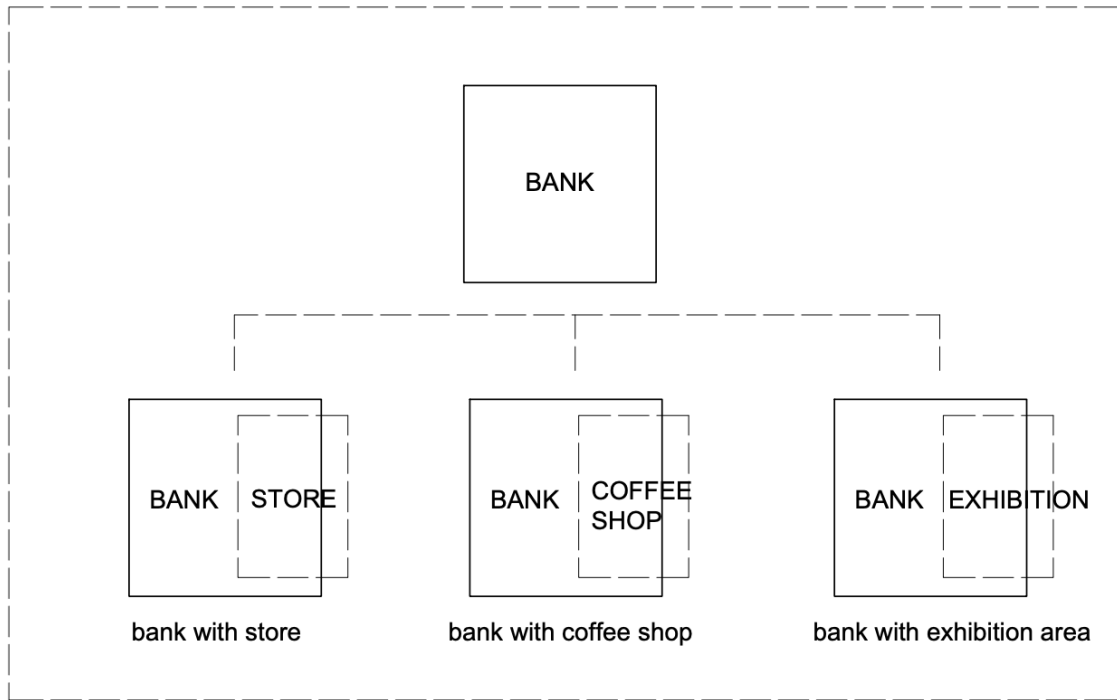 BANK
BANK
STORE
BANK
COFFEE
SHOP
BANK
EXHIBITION
bank with store
bank with coffee shop
bank with exhibition area